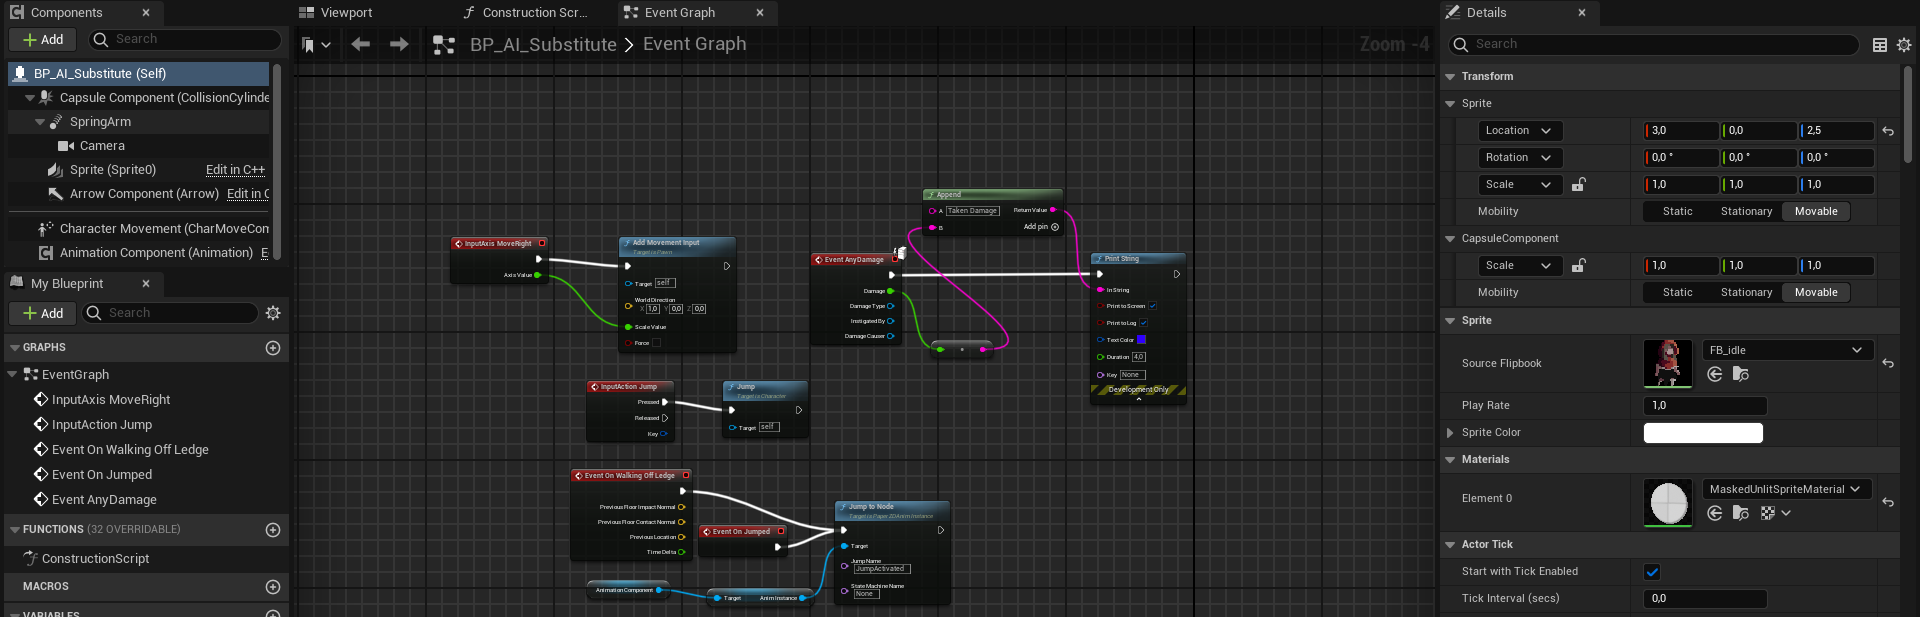 Components
Add
Search
BP_AI_Substitute (Self)
Capsule Component (CollisionCylinde
SpringArm
Camera
Sprite (Sprite0) Edit in C++
Arrow Component (Arrow) Edit in C
Character Movement (CharMoveCom
Animation Component (Animation) E
My Blueprint
Add
Search
GRAPHS
EventGraph
InputAxis MoveRight
InputAction Jump
Event On Walking Off Ledge
Event On Jumped
Event AnyDamage
FUNCTIONS (32 OVERRIDABLE)
ConstructionScript
MACROS
VARIABLES
Viewport
Construction Scr...
Event Graph
BP_AI_Substitute > Event Graph
Zoom -4
InputAxis MoveRight
Axis Value
Add Movement Input
Target is Pawn
Target self
World Direction
X 1,0 Y 0,0 Z 0,0
Scale Value
Force
Append
A Taken Damage Return Value
B Add pin
Event AnyDamage
Damage
Damage Type
Instigated By
Damage Causer
Print String
In String
Print to Screen
Print to Log
Text Color
Duration 4,0
Key None
Development Only
InputAction Jump
Pressed
Released
Key
Jump
Target is Character
Target self
Event On Walking Off Ledge
Previous Floor Impact Normal
Previous Floor Contact Normal
Previous Location
Time Delta
Event On Jumped
Jump to Node
Target is Paper ZDAnim Instance
Target
Jump Name
JumpActivated
State Machine Name
None
Animation Component
Target Anim Instance
Details
Search
Transform
Sprite
Location 3,0 0,0 2,5
Rotation 0,0 ° 0,0 ° 0,0 °
Scale 1,0 1,0 1,0
Mobility Static Stationary Movable
CapsuleComponent
Scale 1,0 1,0 1,0
Mobility Static Stationary Movable
Sprite
Source Flipbook FB_idle
Play Rate 1,0
Sprite Color
Materials
Element 0 MaskedUnlitSpriteMaterial
Actor Tick
Start with Tick Enabled
Tick Interval (secs) 0,0